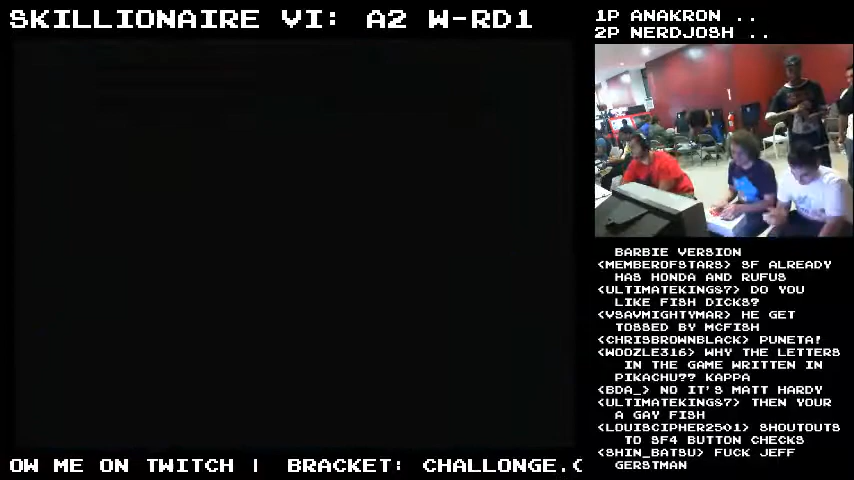 SKILLIONAIRE VI: A2 W-RD1
1P ANAKRON ..
2P NERDJOSH ..
BARBIE VERSION
<MEMBEROFSTARS> SF ALREADY
HAS HONDA AND RUFUS
<ULTIMATEKING87> DO YOU
LIKE FISH DICKS?
<VSAVMIGHTYMAR> HE GET
TOSSED BY MCFISH
<CHRISBROWNBLACK> PUNETA!
<WOOZLE316> WHY THE LETTERS
IN THE GAME WRITTEN IN
PIKACHU?? KAPPA
<BDA_> NO IT'S MATT HARDY
<ULTIMATEKING87> THEN YOUR
A GAY FISH
<LOUISCIPHER2501> SHOUTOUTS
TO SF4 BUTTON CHECKS
<SHIN_BATSU> FUCK JEFF
GERSTMAN
OW ME ON TWITCH | BRACKET: CHALLONGE.C